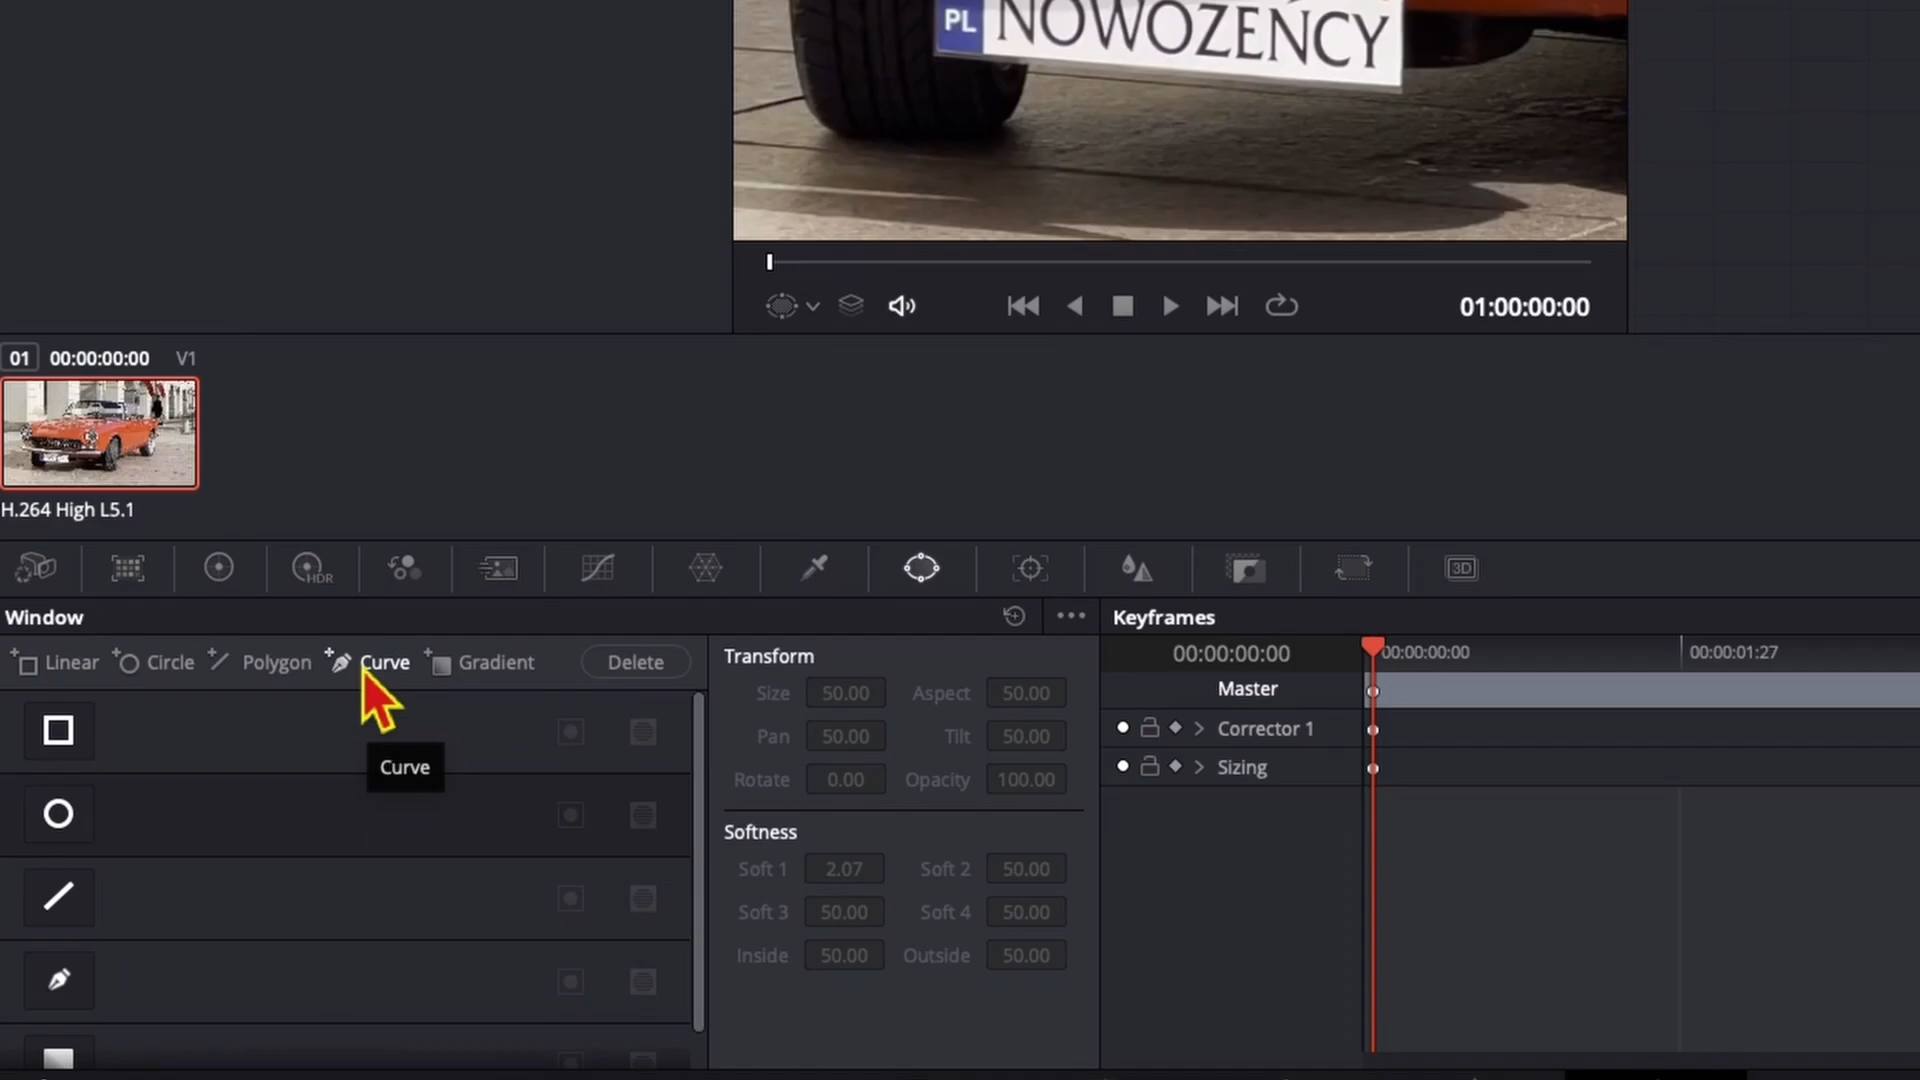 PL NOWOŻEŃCY
01:00:00:00
01 00:00:00:00 V1
H.264 High L5.1
HDR
3D
Window
Keyframes
Linear Circle Polygon Curve Gradient Delete
Curve
Transform
Size 50.00 Aspect 50.00
Pan 50.00 Tilt 50.00
Rotate 0.00 Opacity 100.00
Softness
Soft 1 2.07 Soft 2 50.00
Soft 3 50.00 Soft 4 50.00
Inside 50.00 Outside 50.00
00:00:00:00 00:00:00:00 00:00:01:27
Master
Corrector 1
Sizing